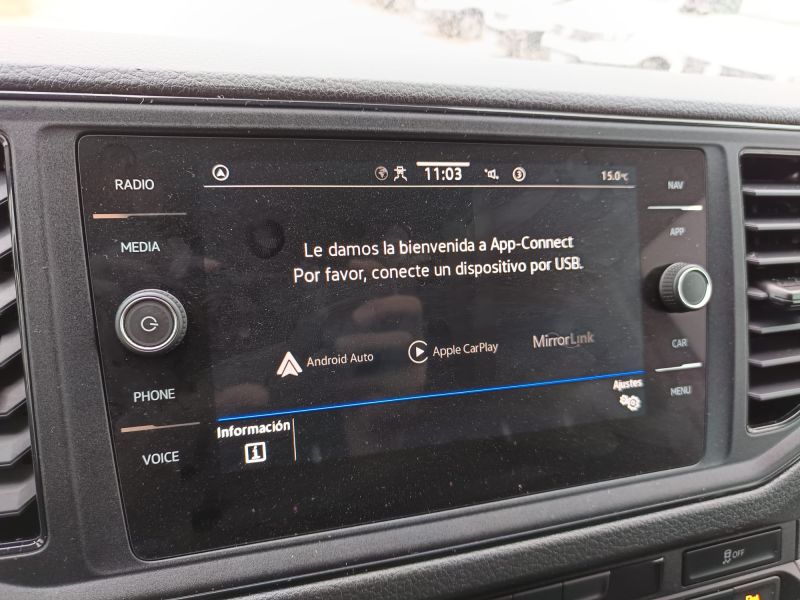 RADIO
MEDIA
PHONE
VOICE
11:03
3
15.0°C
Le damos la bienvenida a App-Connect
Por favor, conecte un dispositivo por USB.
Android Auto
Apple CarPlay
MirrorLink
Ajustes
Información
i
NAV
APP
CAR
MENU
OFF